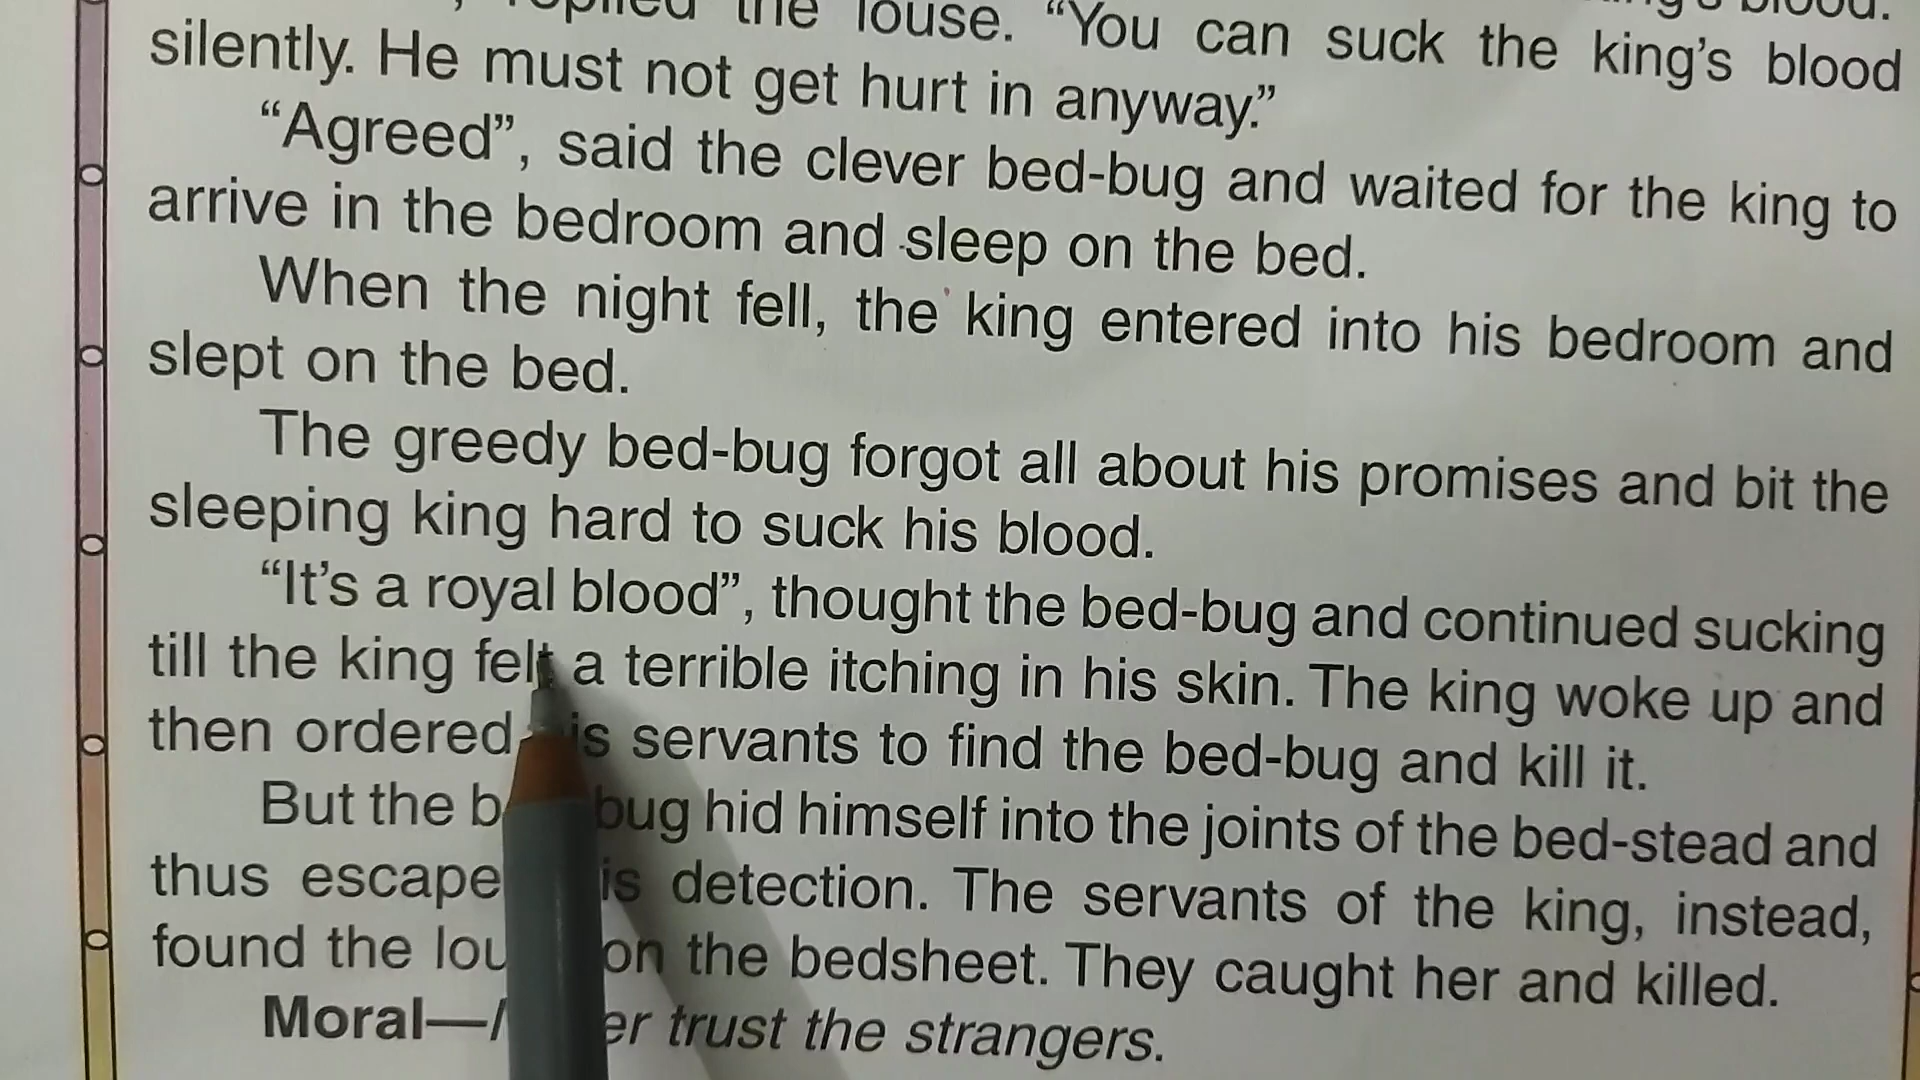 the louse. “You can suck the king’s blood
silently. He must not get hurt in anyway.”
“Agreed”, said the clever bed-bug and waited for the king to
arrive in the bedroom and sleep on the bed.
When the night fell, the king entered into his bedroom and
slept on the bed.
The greedy bed-bug forgot all about his promises and bit the
sleeping king hard to suck his blood.
“It’s a royal blood”, thought the bed-bug and continued sucking
till the king felt a terrible itching in his skin. The king woke up and
then ordered servants to find the bed-bug and kill it.
But the bug hid himself into the joints of the bed-stead and
thus detection. The servants of the king, instead,
found the on the bedsheet. They caught her and killed.
Moral— trust the strangers.